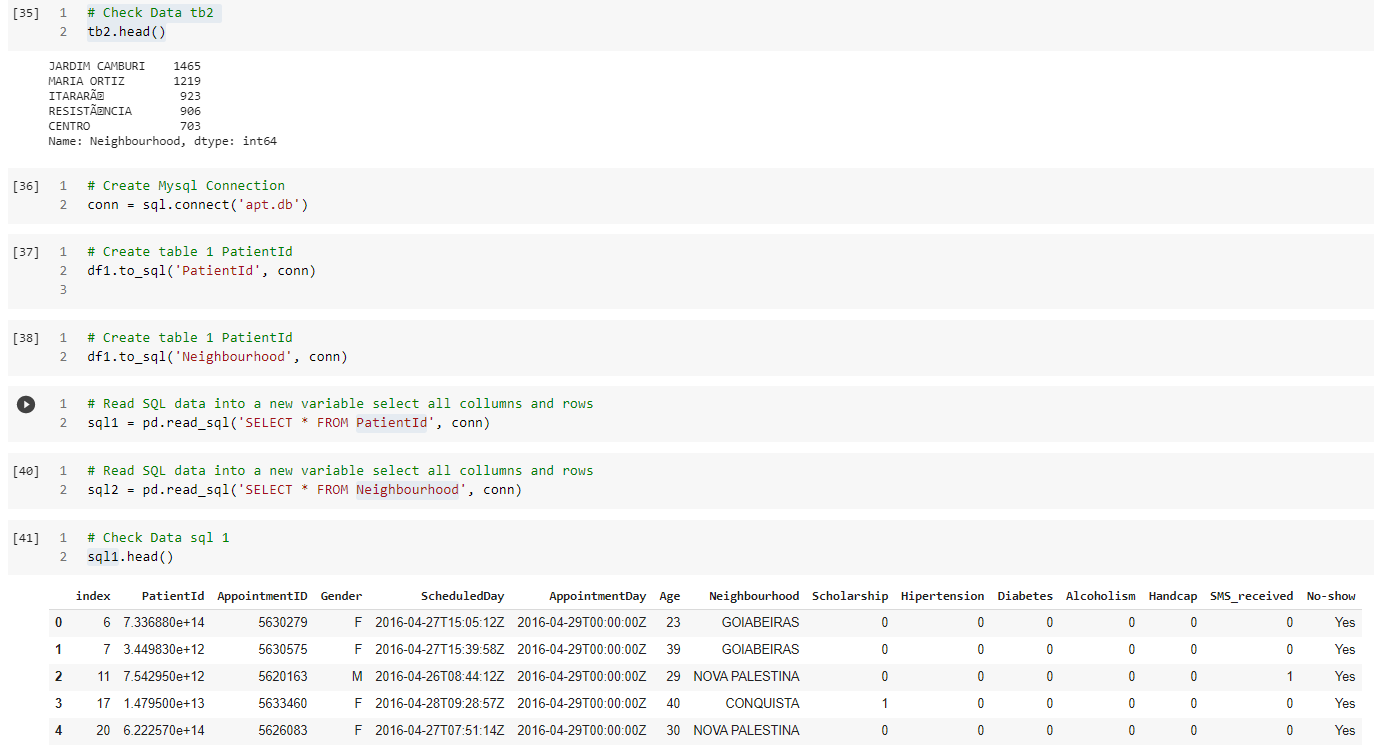 [35] 1 # Check Data tb2
2 tb2.head()
JARDIM CAMBURI 1465
MARIA ORTIZ 1219
ITARARÃ� 923
RESISTÃ�NCIA 906
CENTRO 703
Name: Neighbourhood, dtype: int64
[36] 1 # Create Mysql Connection
2 conn = sql.connect('apt.db')
[37] 1 # Create table 1 PatientId
2 df1.to_sql('PatientId', conn)
3
[38] 1 # Create table 1 PatientId
2 df1.to_sql('Neighbourhood', conn)
1 # Read SQL data into a new variable select all collumns and rows
2 sql1 = pd.read_sql('SELECT * FROM PatientId', conn)
[40] 1 # Read SQL data into a new variable select all collumns and rows
2 sql2 = pd.read_sql('SELECT * FROM Neighbourhood', conn)
[41] 1 # Check Data sql 1
2 sql1.head()
index PatientId AppointmentID Gender ScheduledDay AppointmentDay Age Neighbourhood Scholarship Hipertension Diabetes Alcoholism Handcap SMS_received No-show
0 6 7.336880e+14 5630279 F 2016-04-27T15:05:12Z 2016-04-29T00:00:00Z 23 GOIABEIRAS 0 0 0 0 0 0 Yes
1 7 3.449830e+12 5630575 F 2016-04-27T15:39:58Z 2016-04-29T00:00:00Z 39 GOIABEIRAS 0 0 0 0 0 0 Yes
2 11 7.542950e+12 5620163 M 2016-04-26T08:44:12Z 2016-04-29T00:00:00Z 29 NOVA PALESTINA 0 0 0 0 0 1 Yes
3 17 1.479500e+13 5633460 F 2016-04-28T09:28:57Z 2016-04-29T00:00:00Z 40 CONQUISTA 1 0 0 0 0 0 Yes
4 20 6.222570e+14 5626083 F 2016-04-27T07:51:14Z 2016-04-29T00:00:00Z 30 NOVA PALESTINA 0 0 0 0 0 0 Yes